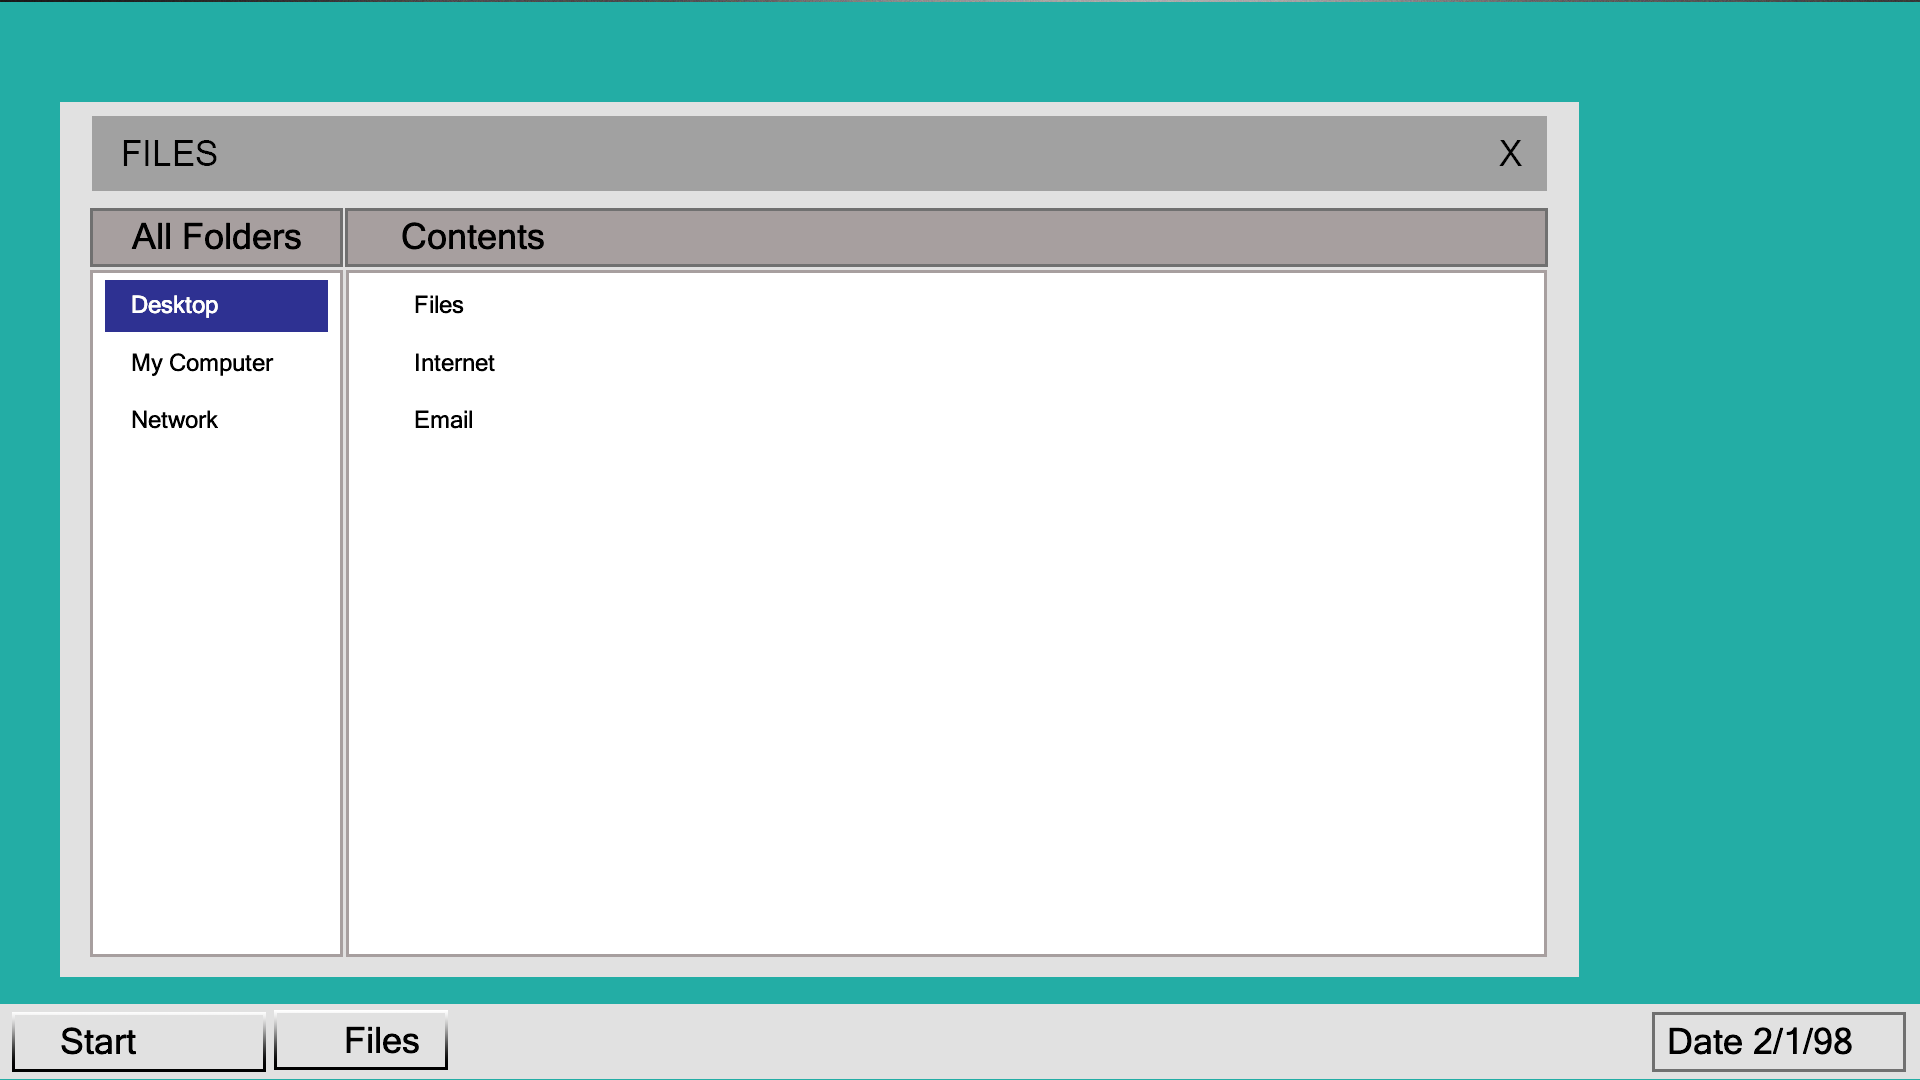 FILES X
All Folders Contents
Desktop Files
My Computer Internet
Network Email
Start Files Date 2/1/98